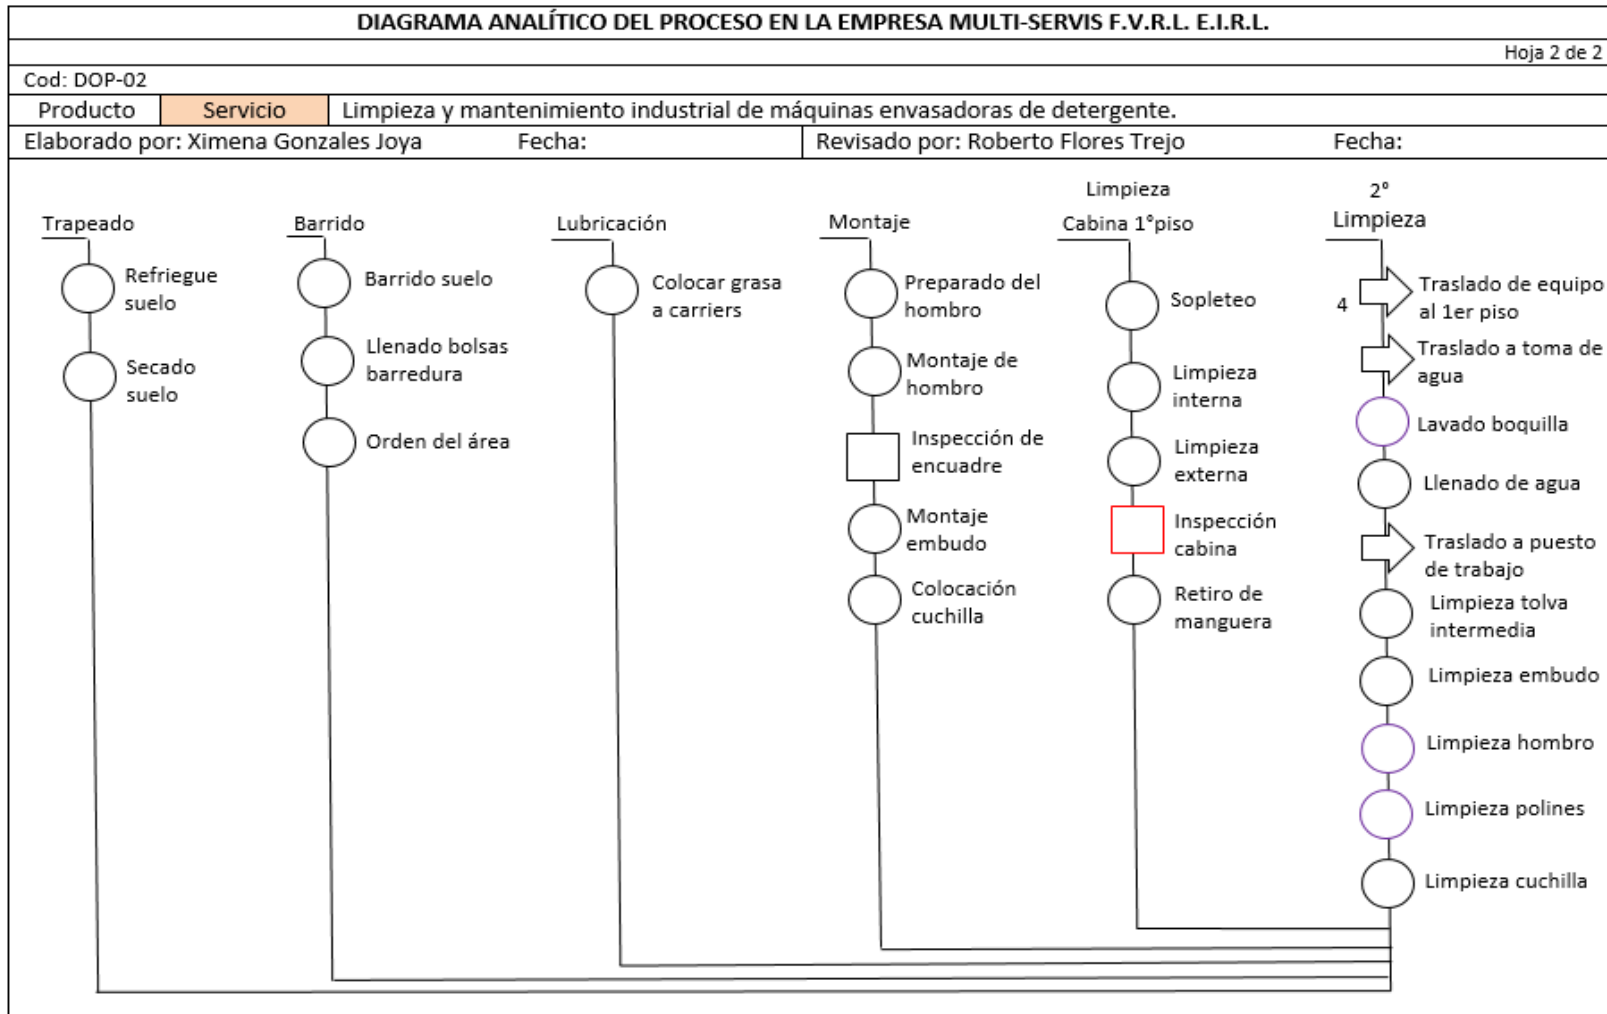 DIAGRAMA ANALÍTICO DEL PROCESO EN LA EMPRESA MULTI-SERVIS F.V.R.L. E.I.R.L.
Hoja 2 de 2
Cod: DOP-02
Producto Servicio Limpieza y mantenimiento industrial de máquinas envasadoras de detergente.
Elaborado por: Ximena Gonzales Joya Fecha: Revisado por: Roberto Flores Trejo Fecha:
Trapeado
Refriegue
suelo
Secado
suelo
Barrido
Barrido suelo
Llenado bolsas
barredura
Orden del área
Lubricación
Colocar grasa
a carriers
Montaje
Preparado del
hombro
Montaje de
hombro
Inspección de
encuadre
Montaje
embudo
Colocación
cuchilla
Limpieza
Cabina 1°piso
Sopleteo
Limpieza
interna
Limpieza
externa
Inspección
cabina
Retiro de
manguera
2°
Limpieza
4
Traslado de equipo
al 1er piso
Traslado a toma de
agua
Lavado boquilla
Llenado de agua
Traslado a puesto
de trabajo
Limpieza tolva
intermedia
Limpieza embudo
Limpieza hombro
Limpieza polines
Limpieza cuchilla